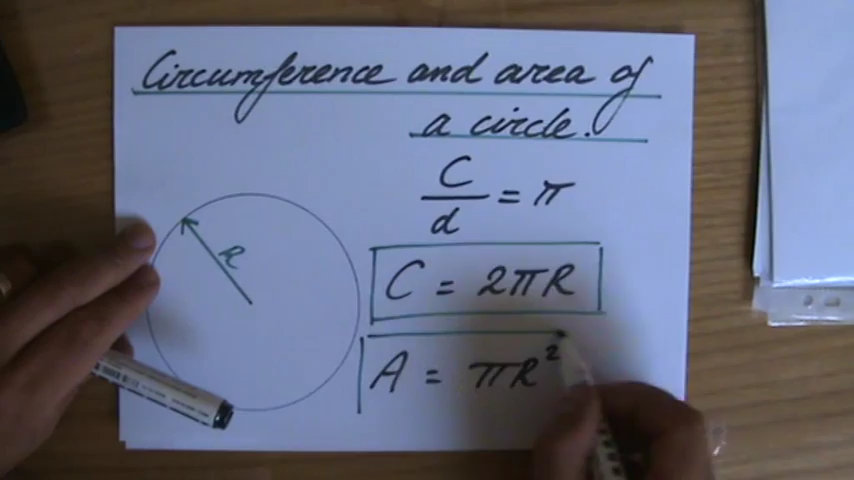 Circumference and area of
a circle.
C/d = π
R
C = 2πR
A = πR²